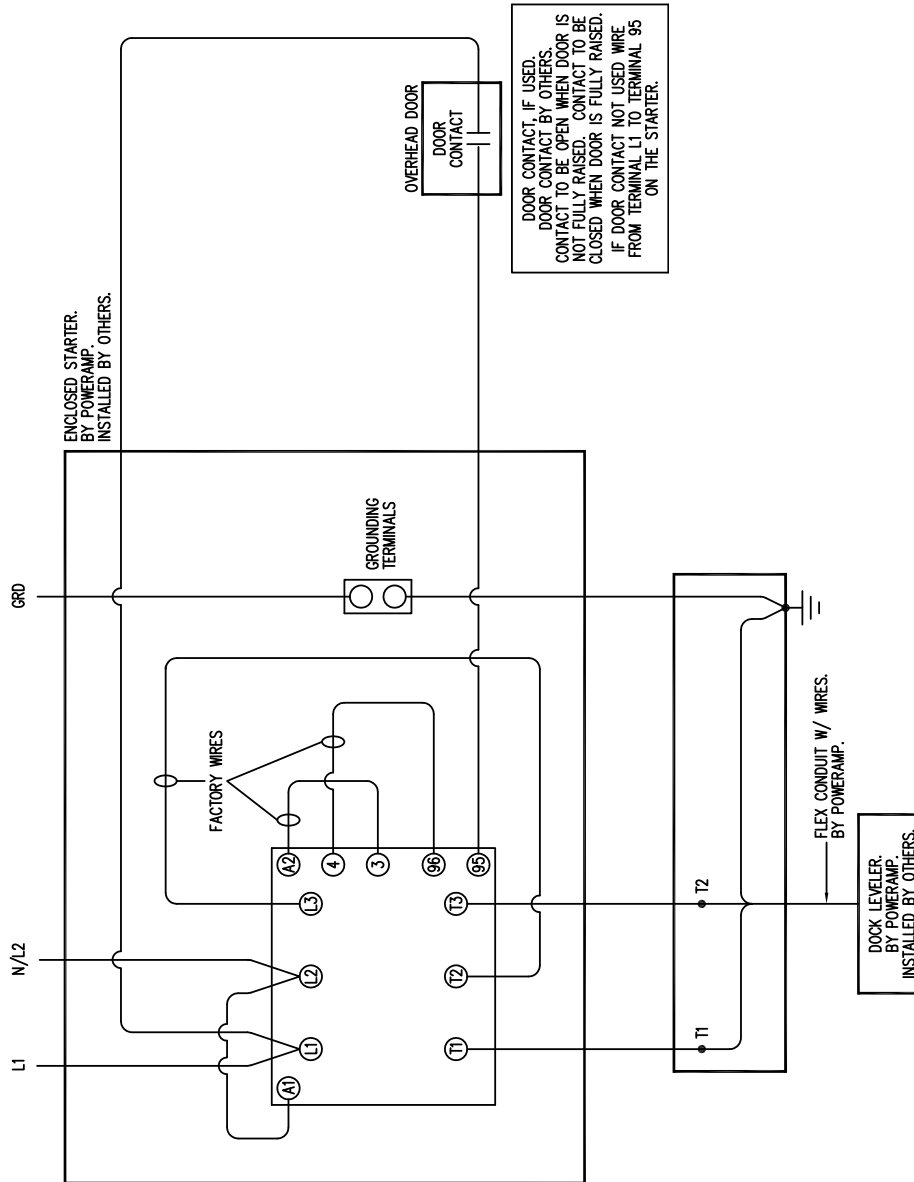 L1
N/L2
GRD
ENCLOSED STARTER.
BY POWERAMP.
INSTALLED BY OTHERS.
OVERHEAD DOOR
DOOR
CONTACT
DOOR CONTACT, IF USED.
DOOR CONTACT BY OTHERS.
CONTACT TO BE OPEN WHEN DOOR IS
NOT FULLY RAISED. CONTACT TO BE
CLOSED WHEN DOOR IS FULLY RAISED.
IF DOOR CONTACT NOT USED WIRE
FROM TERMINAL L1 TO TERMINAL 95
ON THE STARTER.
FACTORY WIRES
GROUNDING
TERMINALS
A1
L1
L2
L3
A2
4
3
96
95
T1
T2
T3
T1
T2
FLEX CONDUIT W/ WIRES.
BY POWERAMP.
DOCK LEVELER.
BY POWERAMP.
INSTALLED BY OTHERS.